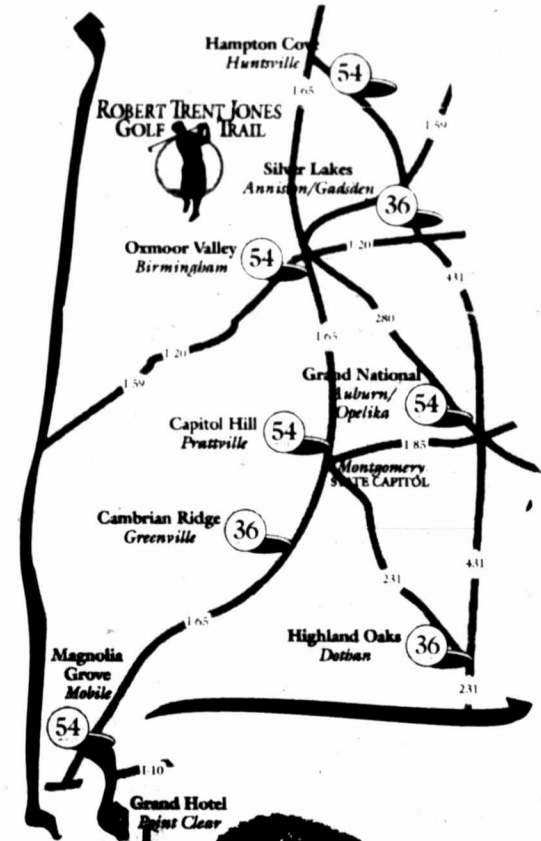 Hampton Cove
Huntsville
54
I-65
I-59
ROBERT TRENT JONES
GOLF TRAIL
Silver Lakes
Anniston/Gadsden
36
Oxmoor Valley
Birmingham
54
I-20
431
280
I-65
I-20
I-59
Grand National
Auburn/
Opelika
54
Capitol Hill
Prattville
54
I-85
Montgomery
STATE CAPITOL
Cambrian Ridge
Greenville
36
431
231
I-65
Highland Oaks
Dothan
36
Magnolia
Grove
Mobile
231
54
I-10
Grand Hotel
Point Clear